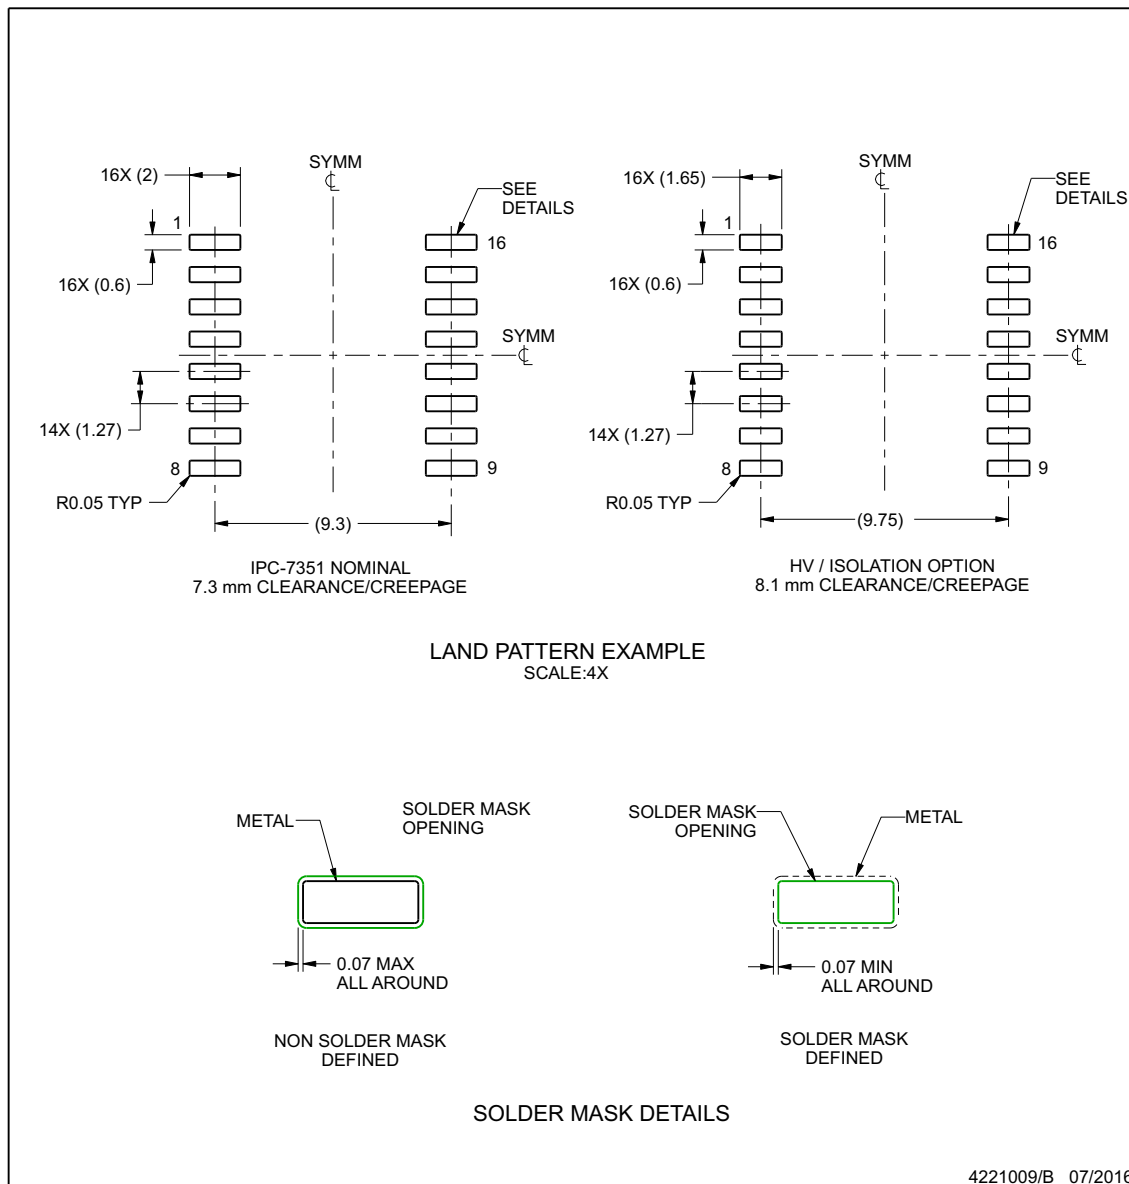 SYMM
16X (2)
SEE
DETAILS
1
16
16X (0.6)
SYMM
14X (1.27)
8
9
R0.05 TYP
(9.3)
IPC-7351 NOMINAL
7.3 mm CLEARANCE/CREEPAGE
SYMM
16X (1.65)
SEE
DETAILS
1
16
16X (0.6)
SYMM
14X (1.27)
8
9
R0.05 TYP
(9.75)
HV / ISOLATION OPTION
8.1 mm CLEARANCE/CREEPAGE
LAND PATTERN EXAMPLE
SCALE:4X
METAL
SOLDER MASK
OPENING
0.07 MAX
ALL AROUND
NON SOLDER MASK
DEFINED
SOLDER MASK
OPENING
METAL
0.07 MIN
ALL AROUND
SOLDER MASK
DEFINED
SOLDER MASK DETAILS
4221009/B 07/2016